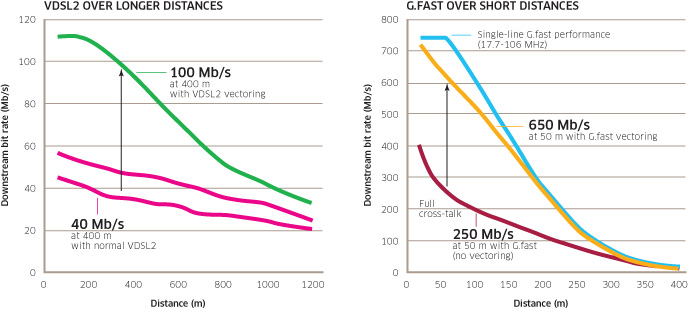 VDSL2 OVER LONGER DISTANCES
Downstream bit rate (Mb/s)
120
100
80
60
40
20
0
100 Mb/s
at 400 m
with VDSL2 vectoring
40 Mb/s
at 400 m
with normal VDSL2
0
200
400
600
800
1000
1200
Distance (m)
G.FAST OVER SHORT DISTANCES
Downstream bit rate (Mb/s)
800
700
600
500
400
300
200
100
0
Single-line G.fast performance
(17.7-106 MHz)
650 Mb/s
at 50 m with G.fast vectoring
Full
cross-talk
250 Mb/s
at 50 m with G.fast
(no vectoring)
0
50
100
150
200
250
300
350
400
Distance (m)